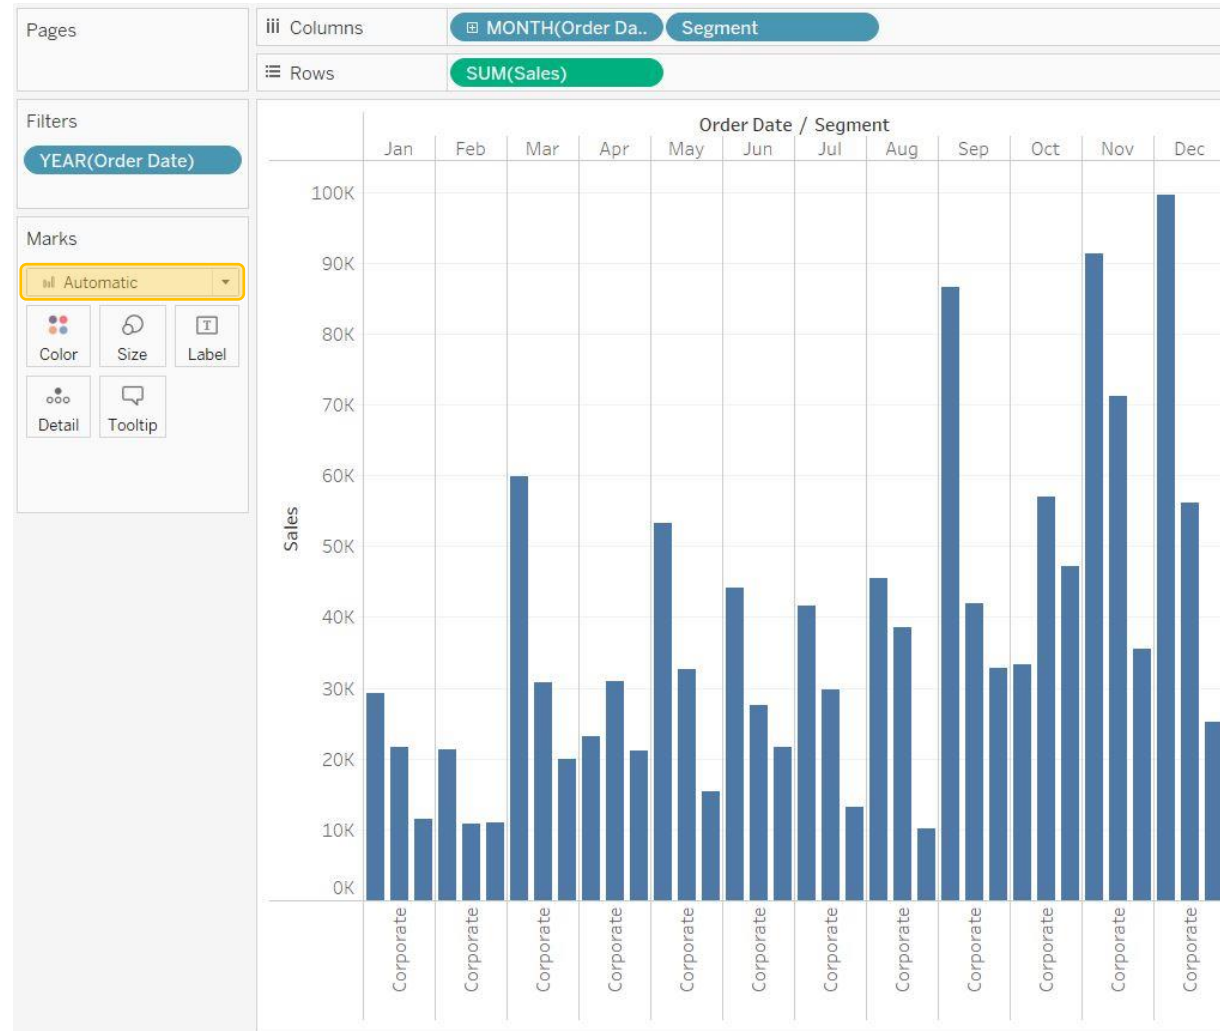 Pages
Columns
MONTH(Order Da.. Segment
Rows
SUM(Sales)
Filters
YEAR(Order Date)
Marks
Automatic
Color Size Label
Detail Tooltip
Order Date / Segment
Jan Feb Mar Apr May Jun Jul Aug Sep Oct Nov Dec
100K
90K
80K
70K
60K
50K
40K
30K
20K
10K
0K
Sales
Corporate Corporate Corporate Corporate Corporate Corporate Corporate Corporate Corporate Corporate Corporate Corporate